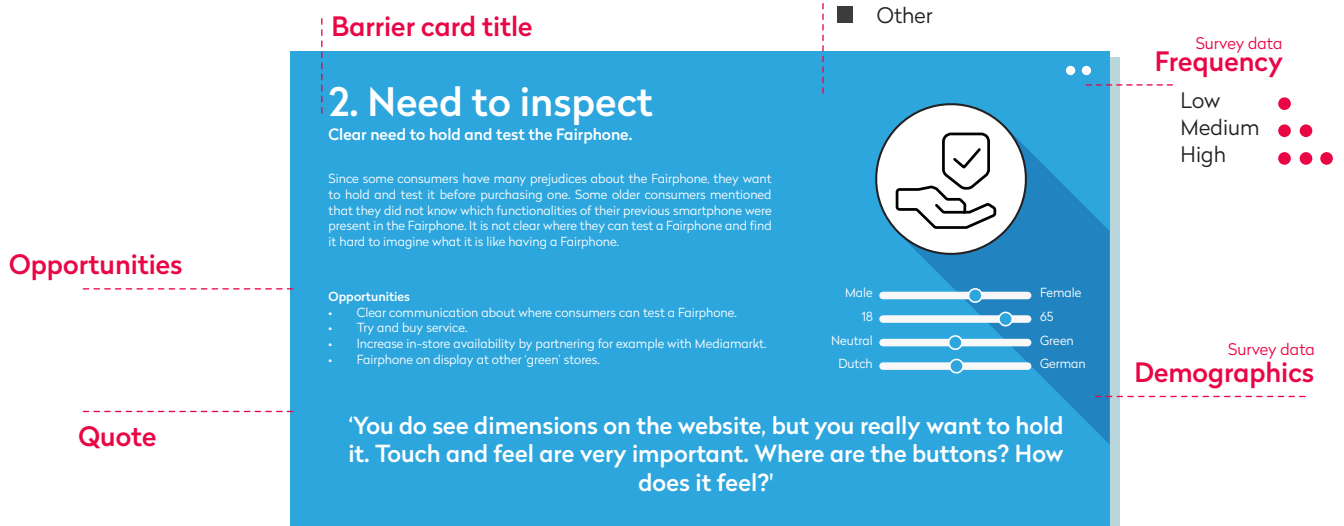 Barrier card title
Other
Survey data
Frequency
Low
Medium
High
2. Need to inspect
Clear need to hold and test the Fairphone.
Since some consumers have many prejudices about the Fairphone, they want
to hold and test it before purchasing one. Some older consumers mentioned
that they did not know which functionalities of their previous smartphone were
present in the Fairphone. It is not clear where they can test a Fairphone and find
it hard to imagine what it is like having a Fairphone.
Opportunities
Opportunities
• Clear communication about where consumers can test a Fairphone.
• Try and buy service.
• Increase in-store availability by partnering for example with Mediamarkt.
• Fairphone on display at other 'green' stores.
Male Female
18 65
Neutral Green
Dutch German
Survey data
Demographics
Quote
'You do see dimensions on the website, but you really want to hold
it. Touch and feel are very important. Where are the buttons? How
does it feel?'